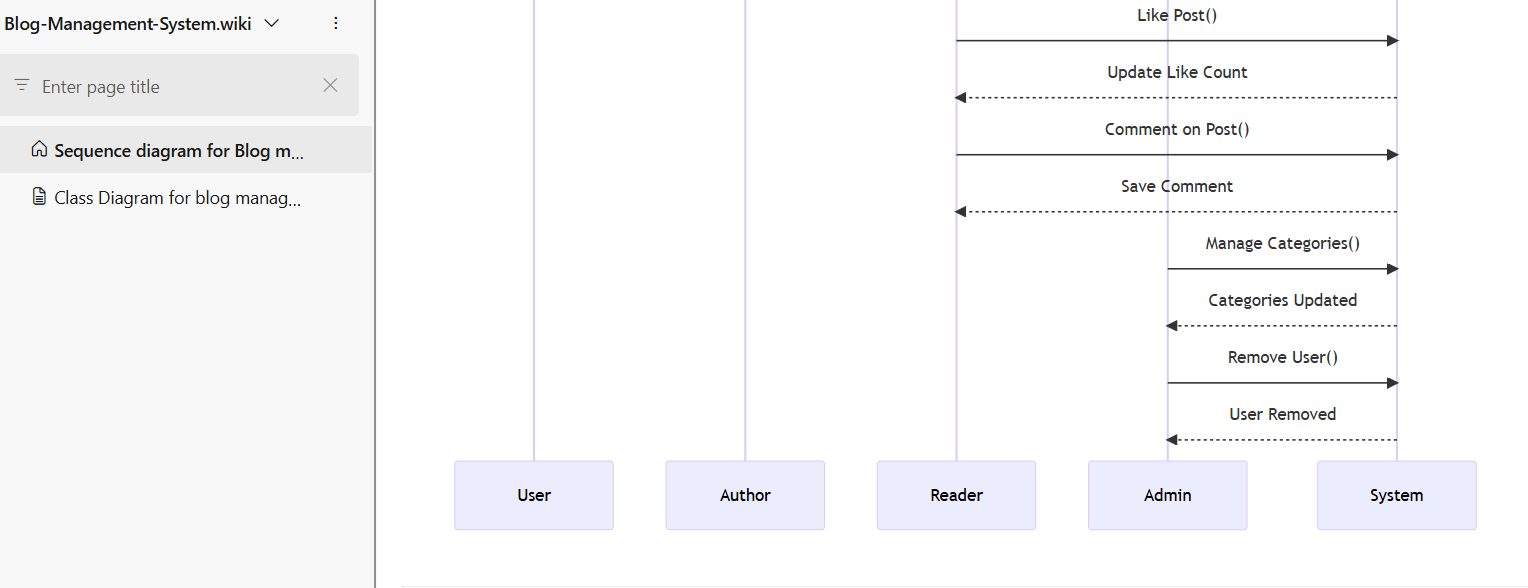 Blog-Management-System.wiki
Enter page title
Sequence diagram for Blog m...
Class Diagram for blog manag...
Like Post()
Update Like Count
Comment on Post()
Save Comment
Manage Categories()
Categories Updated
Remove User()
User Removed
User
Author
Reader
Admin
System